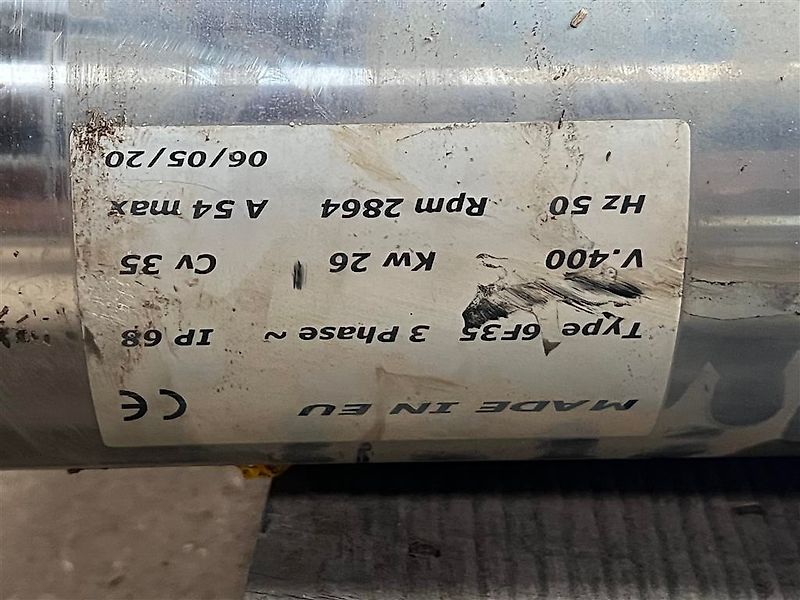 MADE IN EU CE
Type 6F35 3 Phase ~ IP 68
V.400 Kw 26 Cv 35
Hz 50 Rpm 2864 A 54 max
06/05/20